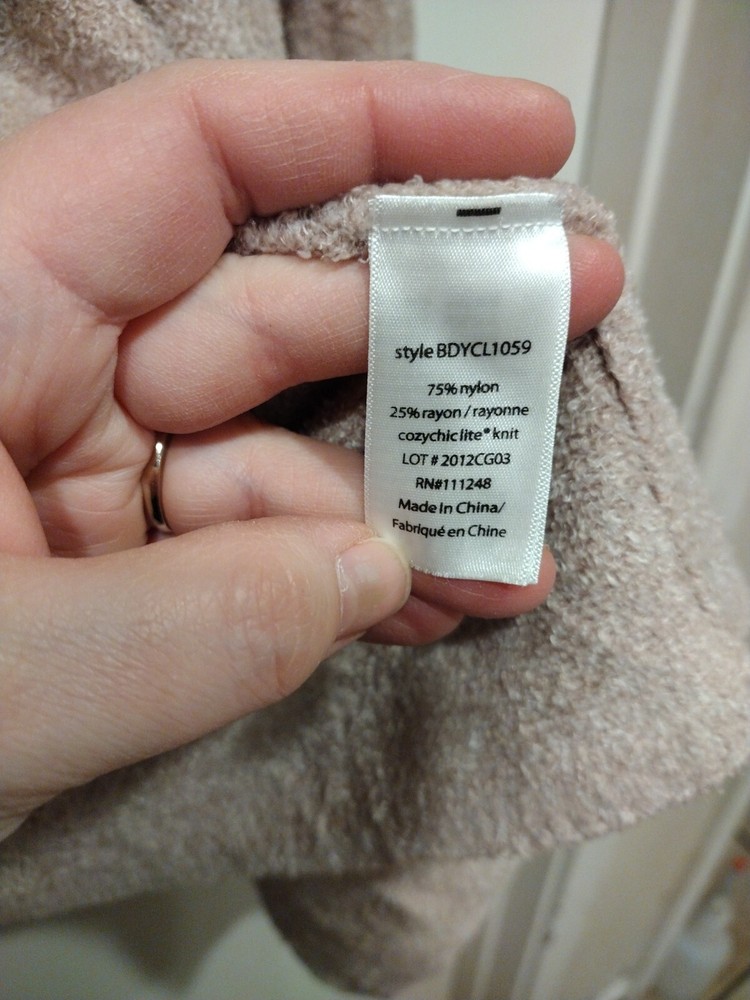 style BDYCL1059
75% nylon
25% rayon / rayonne
cozychic lite® knit
LOT # 2012CG03
RN#111248
Made In China/
Fabriqué en Chine